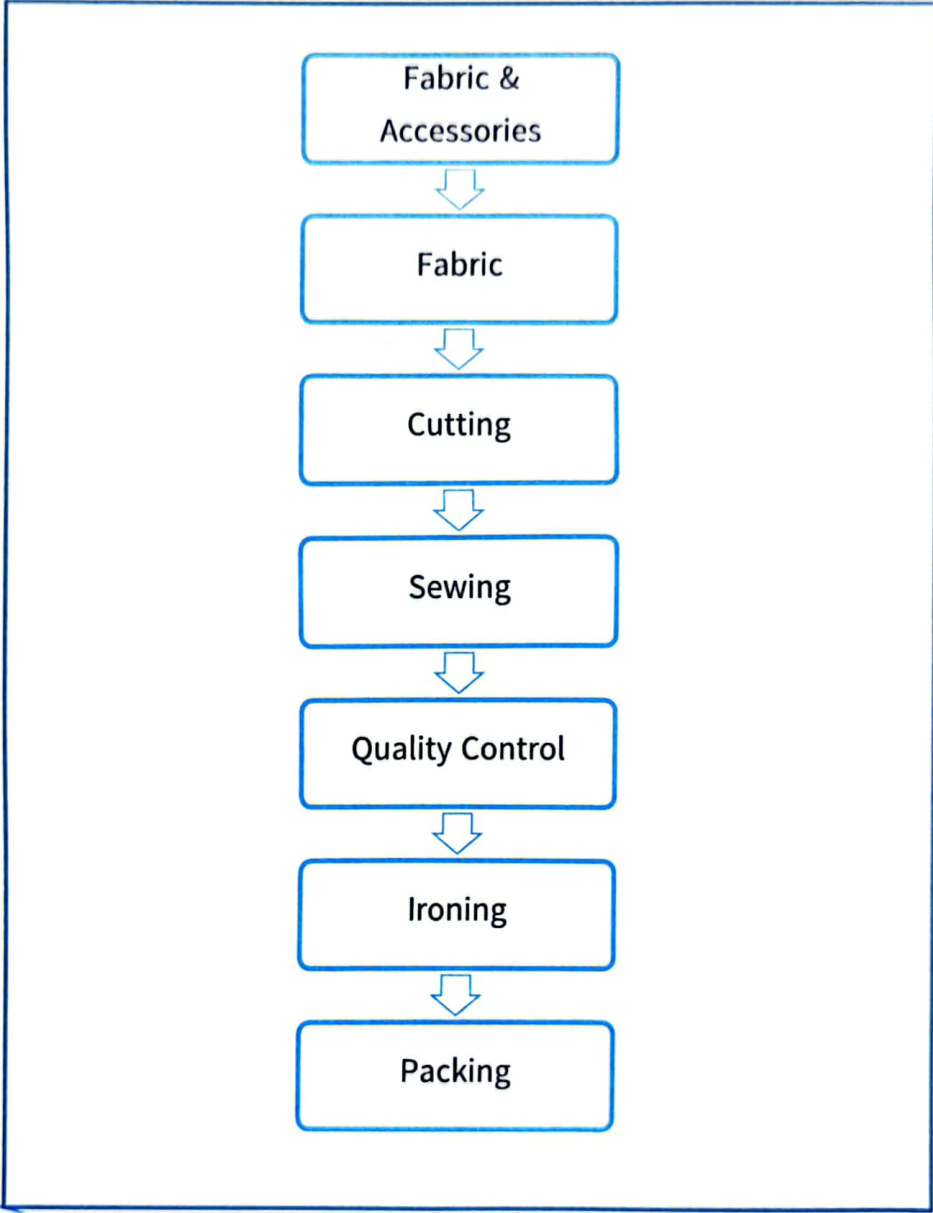 Fabric &
Accessories
Fabric
Cutting
Sewing
Quality Control
Ironing
Packing